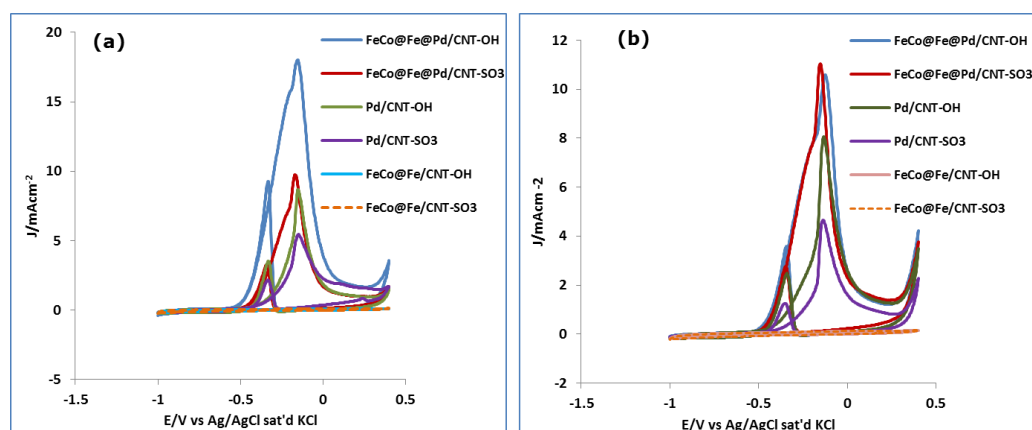 (a)
20
15
10
5
0
-5
-1.5
-1
-0.5
0
0.5
J/mAcm-2
E/V vs Ag/AgCl sat'd KCl
FeCo@Fe@Pd/CNT-OH
FeCo@Fe@Pd/CNT-SO3
Pd/CNT-OH
Pd/CNT-SO3
FeCo@Fe/CNT-OH
FeCo@Fe/CNT-SO3
(b)
12
10
8
6
4
2
0
-2
-1.5
-1
-0.5
0
0.5
J/mAcm -2
E/V vs Ag/AgCl sat'd KCl
FeCo@Fe@Pd/CNT-OH
FeCo@Fe@Pd/CNT-SO3
Pd/CNT-OH
Pd/CNT-SO3
FeCo@Fe/CNT-OH
FeCo@Fe/CNT-SO3